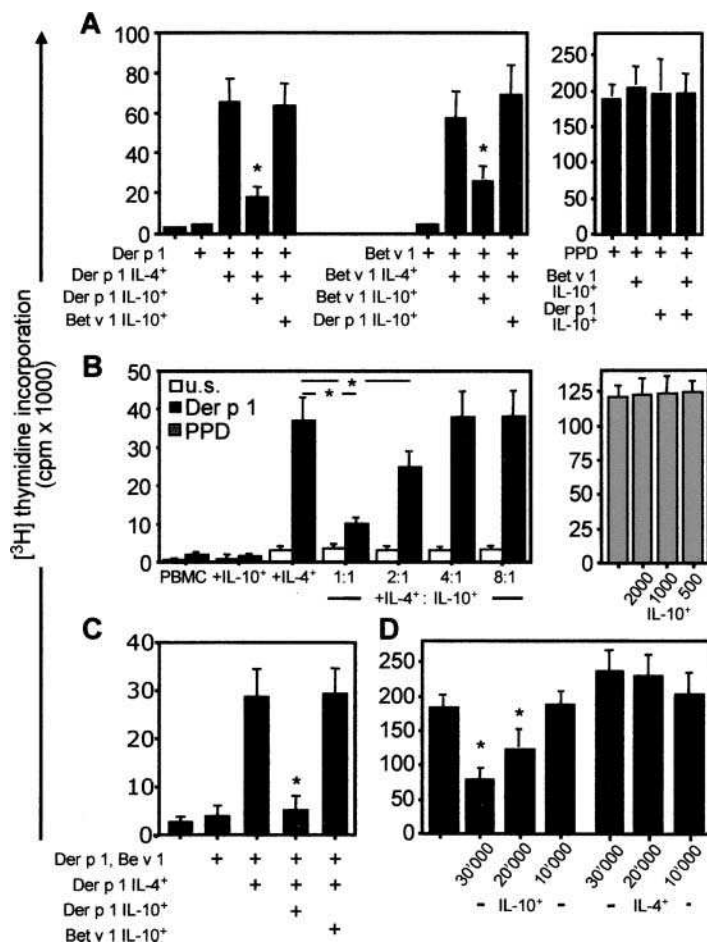 [³H] thymidine incorporation
(cpm x 1000)
A
100
80
60
40
20
0
Der p 1 + + + + + + +
Der p 1 IL-4⁺ + + +
Der p 1 IL-10⁺ +
Bet v 1 IL-10⁺ +
*
Bet v 1 + + + +
Bet v 1 IL-4⁺ + + +
Bet v 1 IL-10⁺ +
Der p 1 IL-10⁺ +
*
250
200
150
100
50
0
PPD + + + +
Bet v 1
IL-10⁺ + +
Der p 1
IL-10⁺ + +
B
50
40
30
20
10
0
u.s.
Der p 1
PPD
*
*
PBMC +IL-10⁺ +IL-4⁺ 1:1 2:1 4:1 8:1
+IL-4⁺ : IL-10⁺
125
100
75
50
25
0
- 2000 1000 500
IL-10⁺
C
40
30
20
10
0
*
Der p 1, Be v 1 + + + +
Der p 1 IL-4⁺ + + +
Der p 1 IL-10⁺ +
Bet v 1 IL-10⁺ +
D
250
200
150
100
50
0
*
*
30'000 20'000 10'000 30'000 20'000 10'000
- IL-10⁺ - - IL-4⁺ -